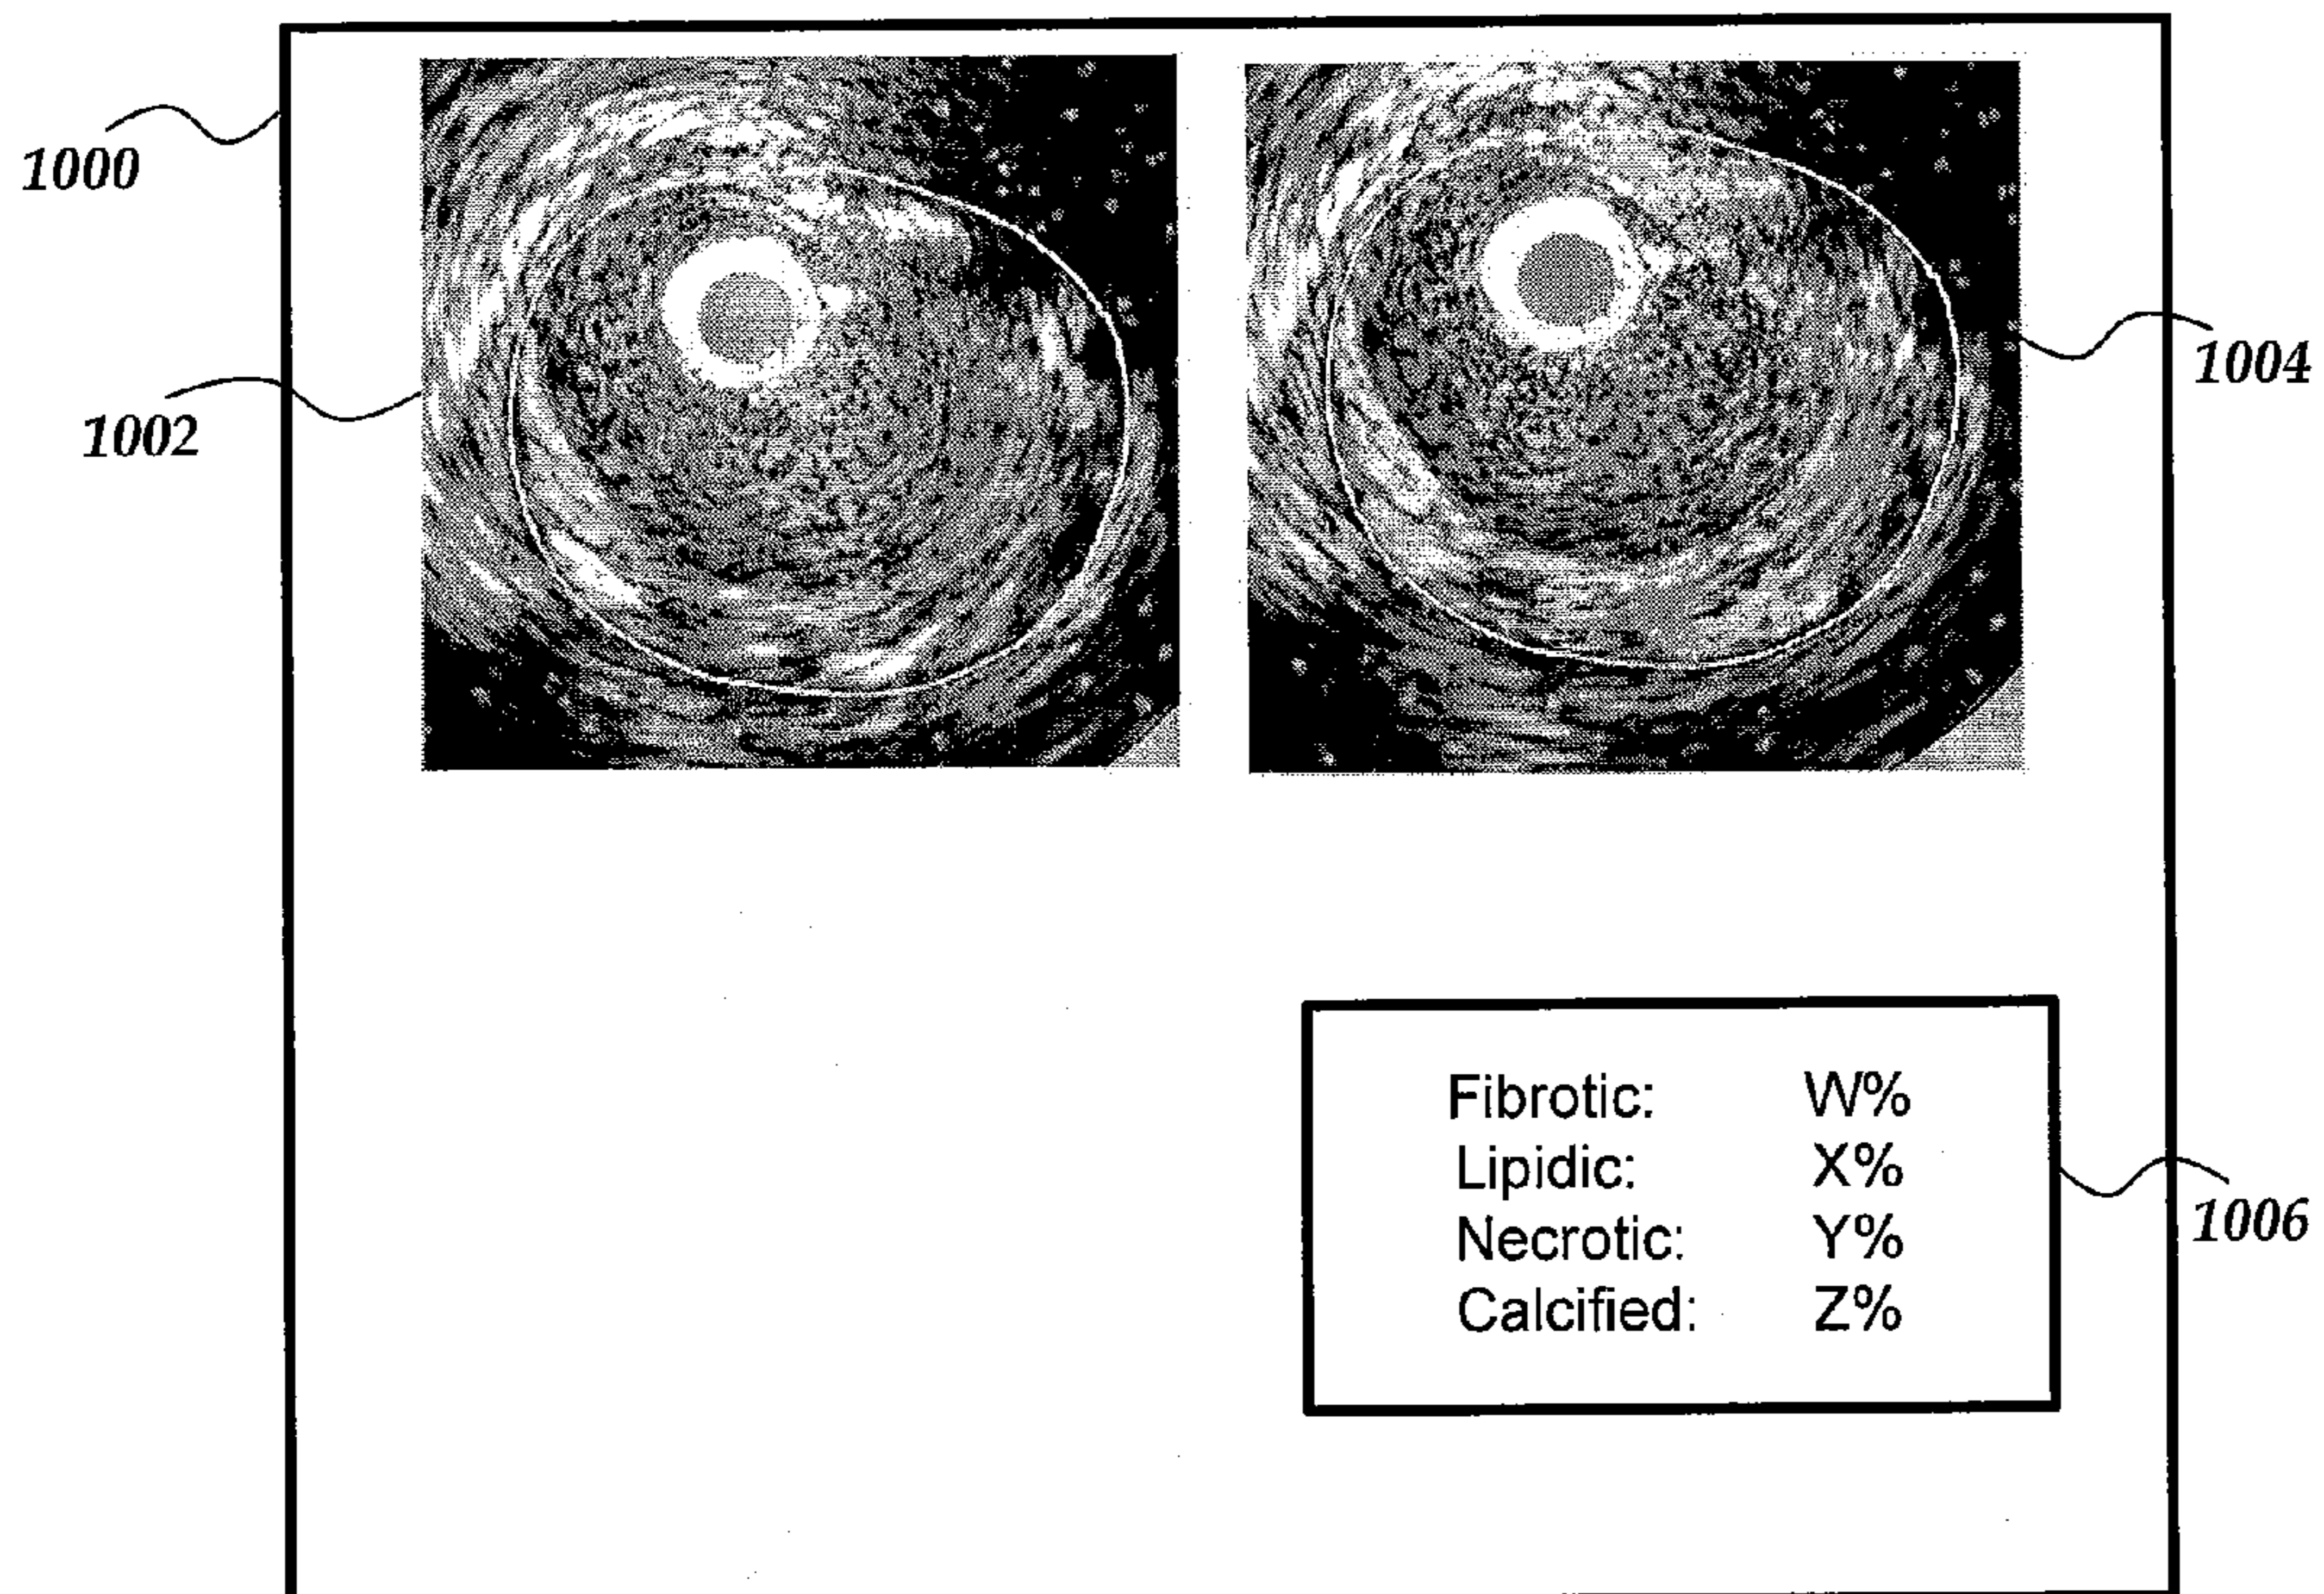 1000
1002
1004
Fibrotic: W%
Lipidic: X%
Necrotic: Y%
Calcified: Z%
1006